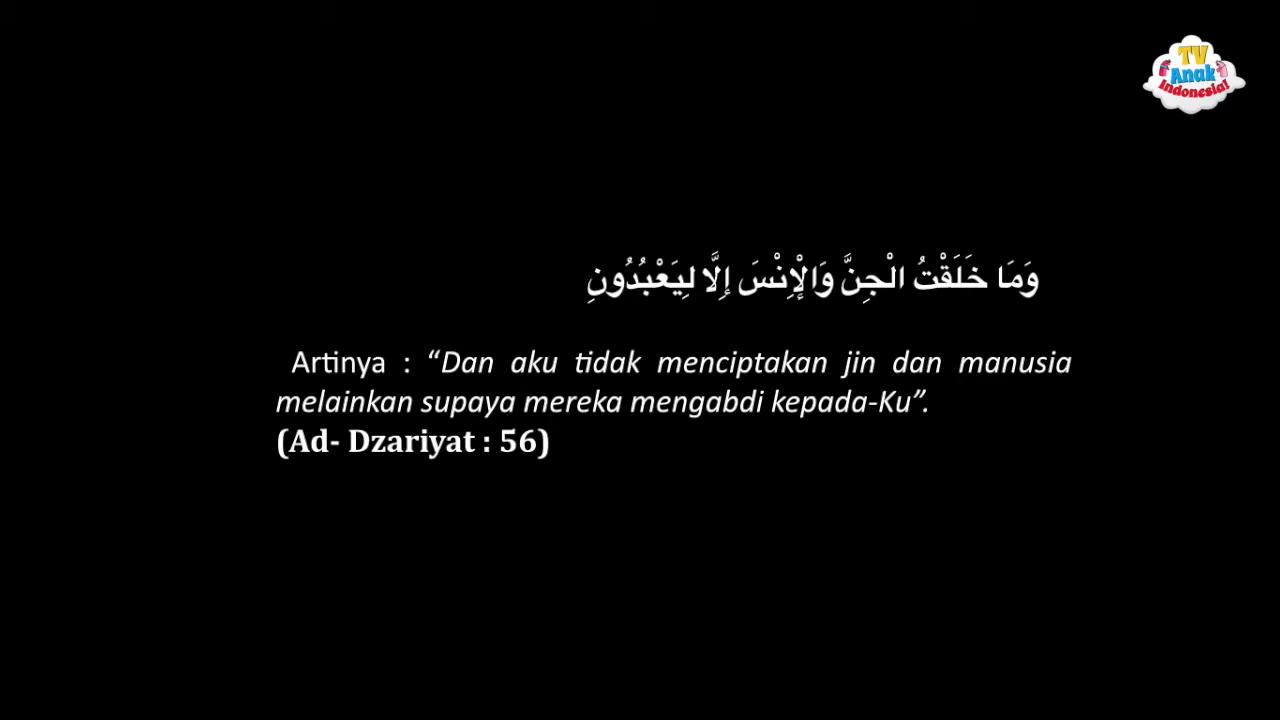 TV
Anak
Indonesia!
وَمَا خَلَقْتُ الْجِنَّ وَالْإِنْسَ إِلَّا لِيَعْبُدُونِ
Artinya : “Dan aku tidak menciptakan jin dan manusia
melainkan supaya mereka mengabdi kepada-Ku”.
(Ad- Dzariyat : 56)